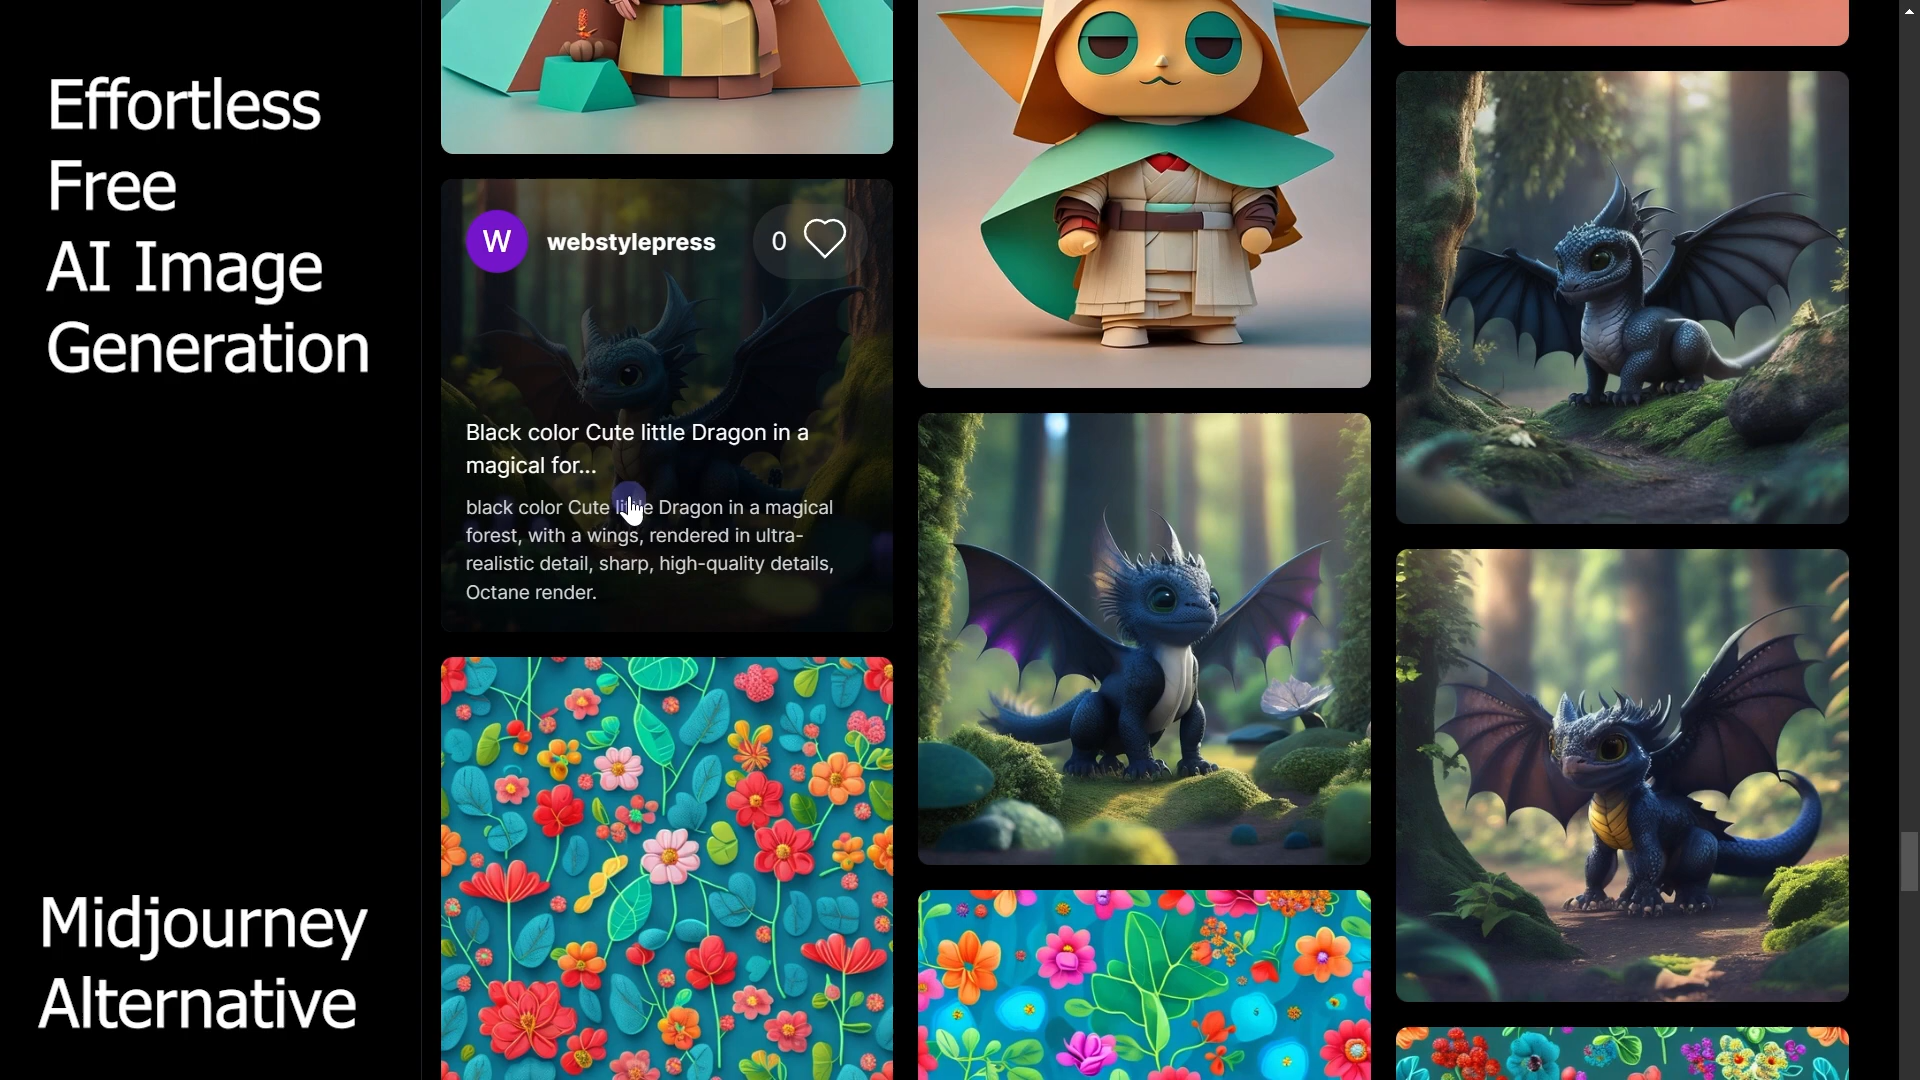 Effortless
Free
AI Image
Generation
W webstylepress 0
Black color Cute little Dragon in a
magical for...
black color Cute little Dragon in a magical
forest, with a wings, rendered in ultra-
realistic detail, sharp, high-quality details,
Octane render.
Midjourney
Alternative